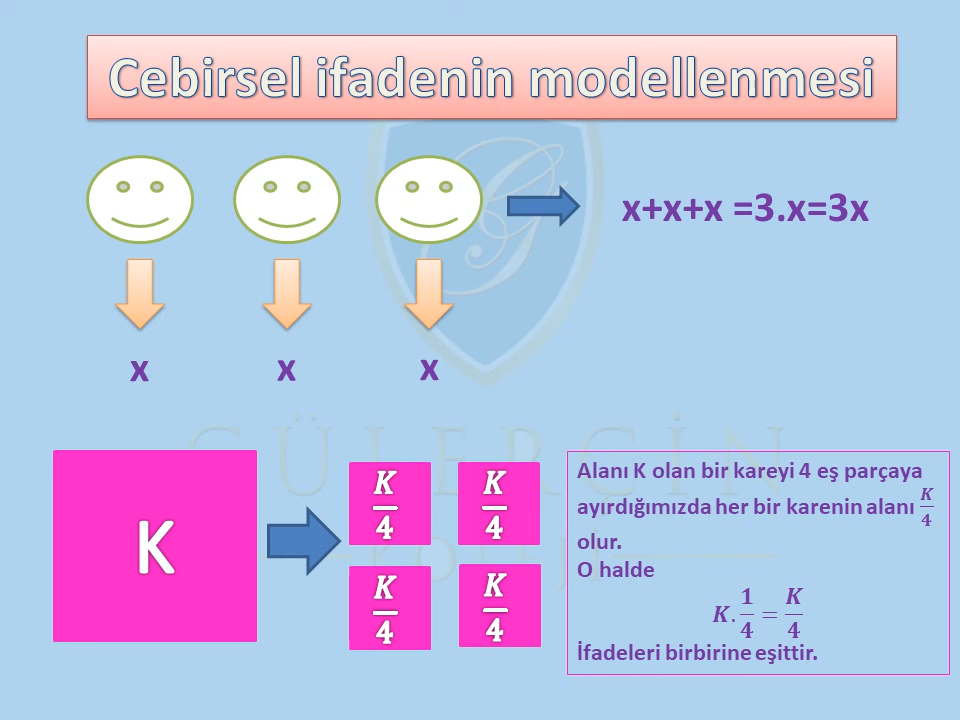 Cebirsel ifadenin modellenmesi
x+x+x =3.x=3x
x x x
K
K/4 K/4
K/4 K/4
Alanı K olan bir kareyi 4 eş parçaya
ayırdığımızda her bir karenin alanı K/4
olur.
O halde
K. 1/4 = K/4
İfadeleri birbirine eşittir.
GÜLERÇİN